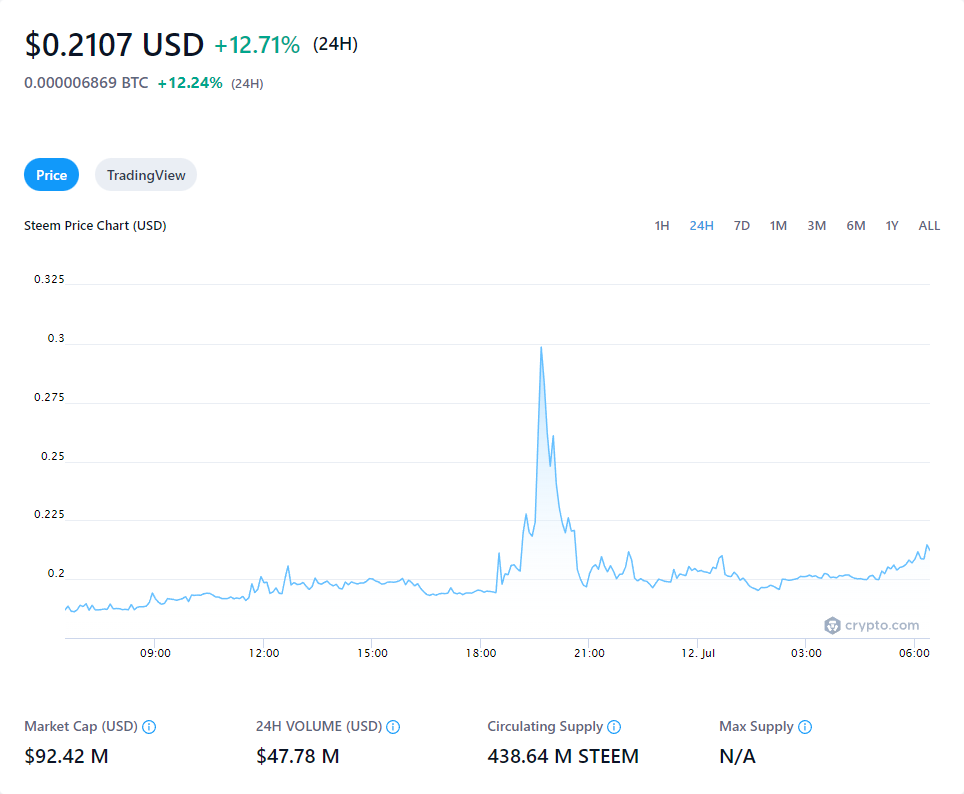 $0.2107 USD +12.71% (24H)
0.000006869 BTC +12.24% (24H)
Price TradingView
Steem Price Chart (USD) 1H 24H 7D 1M 3M 6M 1Y ALL
0.325
0.3
0.275
0.25
0.225
0.2
crypto.com
09:00 12:00 15:00 18:00 21:00 12. Jul 03:00 06:00
Market Cap (USD) 24H VOLUME (USD) Circulating Supply Max Supply
$92.42 M $47.78 M 438.64 M STEEM N/A